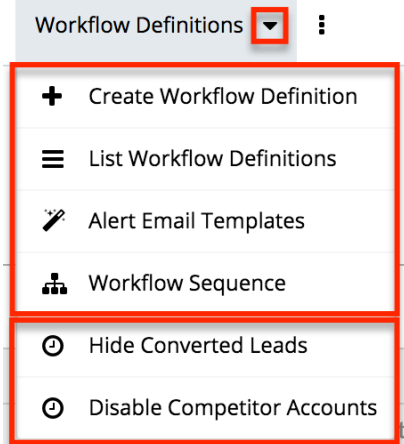 Workflow Definitions
Create Workflow Definition
List Workflow Definitions
Alert Email Templates
Workflow Sequence
Hide Converted Leads
Disable Competitor Accounts